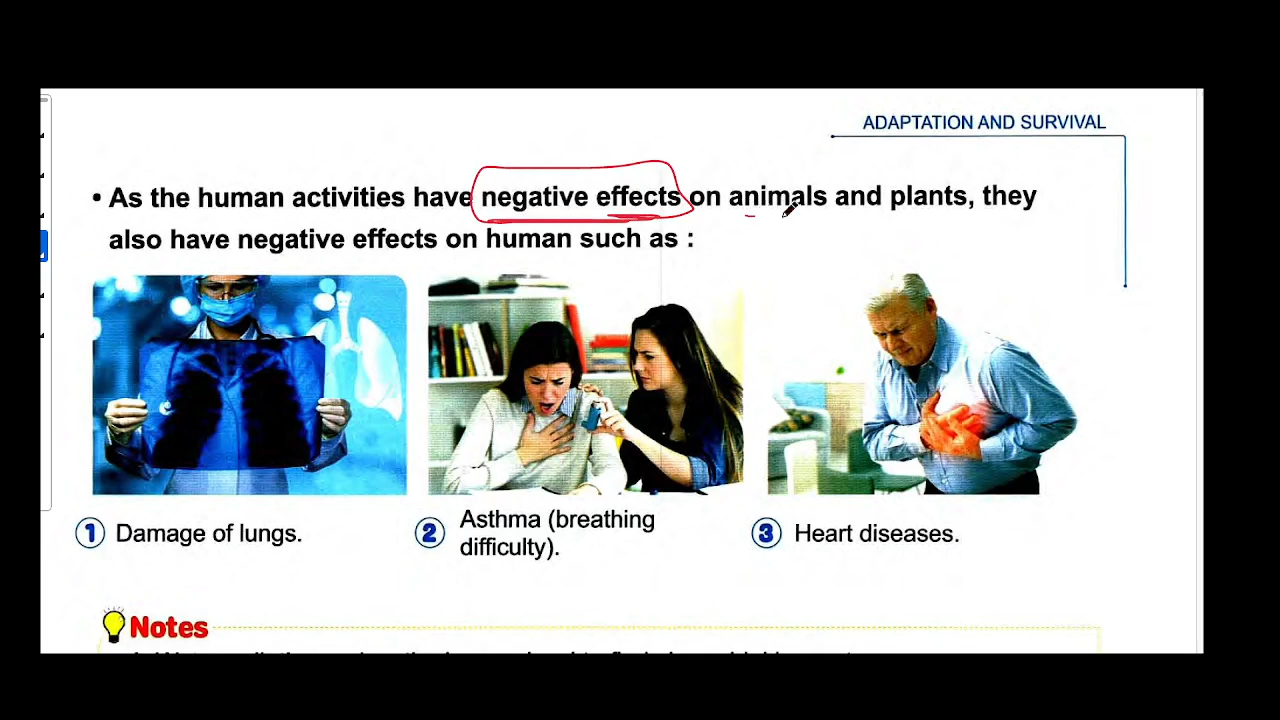 ADAPTATION AND SURVIVAL
• As the human activities have negative effects on animals and plants, they
also have negative effects on human such as :
1 Damage of lungs.
2 Asthma (breathing
difficulty).
3 Heart diseases.
Notes